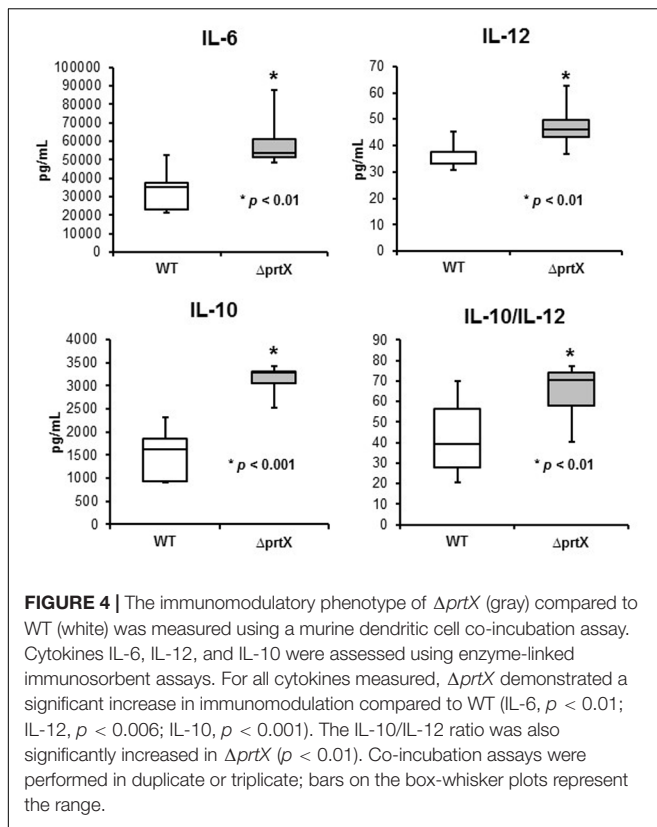 IL-6
100000
90000
80000
70000
60000
50000
40000
30000
20000
10000
0
pg/mL
*
* p < 0.01
WT
ΔprtX
IL-12
70
60
50
40
30
20
10
0
pg/mL
*
* p < 0.01
WT
ΔprtX
IL-10
4000
3500
3000
2500
2000
1500
1000
500
0
pg/mL
*
* p < 0.001
WT
ΔprtX
IL-10/IL-12
90
80
70
60
50
40
30
20
10
0
*
* p < 0.01
WT
ΔprtX
FIGURE 4 | The immunomodulatory phenotype of ΔprtX (gray) compared to
WT (white) was measured using a murine dendritic cell co-incubation assay.
Cytokines IL-6, IL-12, and IL-10 were assessed using enzyme-linked
immunosorbent assays. For all cytokines measured, ΔprtX demonstrated a
significant increase in immunomodulation compared to WT (IL-6, p < 0.01;
IL-12, p < 0.006; IL-10, p < 0.001). The IL-10/IL-12 ratio was also
significantly increased in ΔprtX (p < 0.01). Co-incubation assays were
performed in duplicate or triplicate; bars on the box-whisker plots represent
the range.